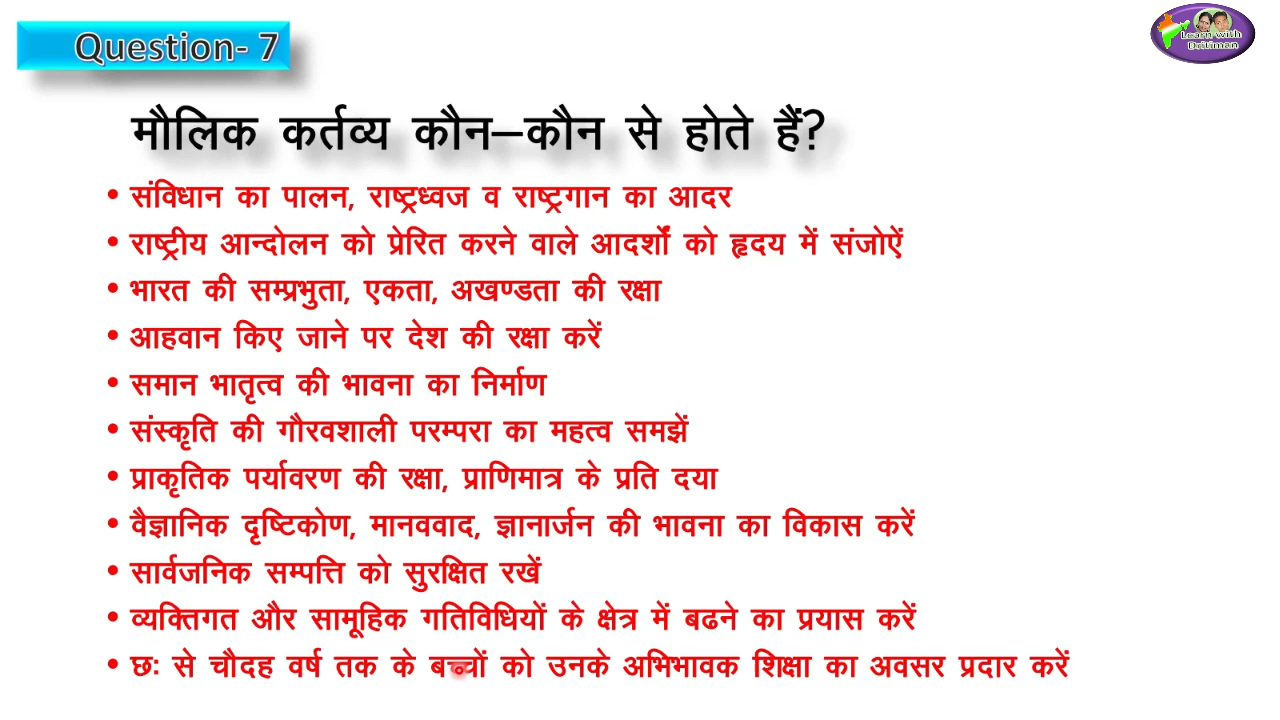 Question- 7
Learn with
Dritiman
मौलिक कर्तव्य कौन–कौन से होते हैं?
• संविधान का पालन, राष्ट्रध्वज व राष्ट्रगान का आदर
• राष्ट्रीय आन्दोलन को प्रेरित करने वाले आदर्शों को हृदय में संजोऐं
• भारत की सम्प्रभुता, एकता, अखण्डता की रक्षा
• आहवान किए जाने पर देश की रक्षा करें
• समान भातृत्व की भावना का निर्माण
• संस्कृति की गौरवशाली परम्परा का महत्व समझें
• प्राकृतिक पर्यावरण की रक्षा, प्राणिमात्र के प्रति दया
• वैज्ञानिक दृष्टिकोण, मानववाद, ज्ञानार्जन की भावना का विकास करें
• सार्वजनिक सम्पत्ति को सुरक्षित रखें
• व्यक्तिगत और सामूहिक गतिविधियों के क्षेत्र में बढने का प्रयास करें
• छः से चौदह वर्ष तक के बच्चों को उनके अभिभावक शिक्षा का अवसर प्रदार करें